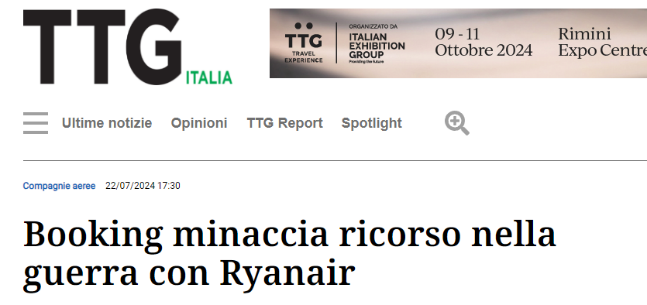 TTG
ITALIA
TTG
TRAVEL
EXPERIENCE
ORGANIZZATO DA
ITALIAN
EXHIBITION
GROUP
Providing the future
09 - 11
Ottobre 2024
Rimini
Expo Centre
Ultime notizie Opinioni TTG Report Spotlight
Compagnie aeree 22/07/2024 17:30
Booking minaccia ricorso nella
guerra con Ryanair